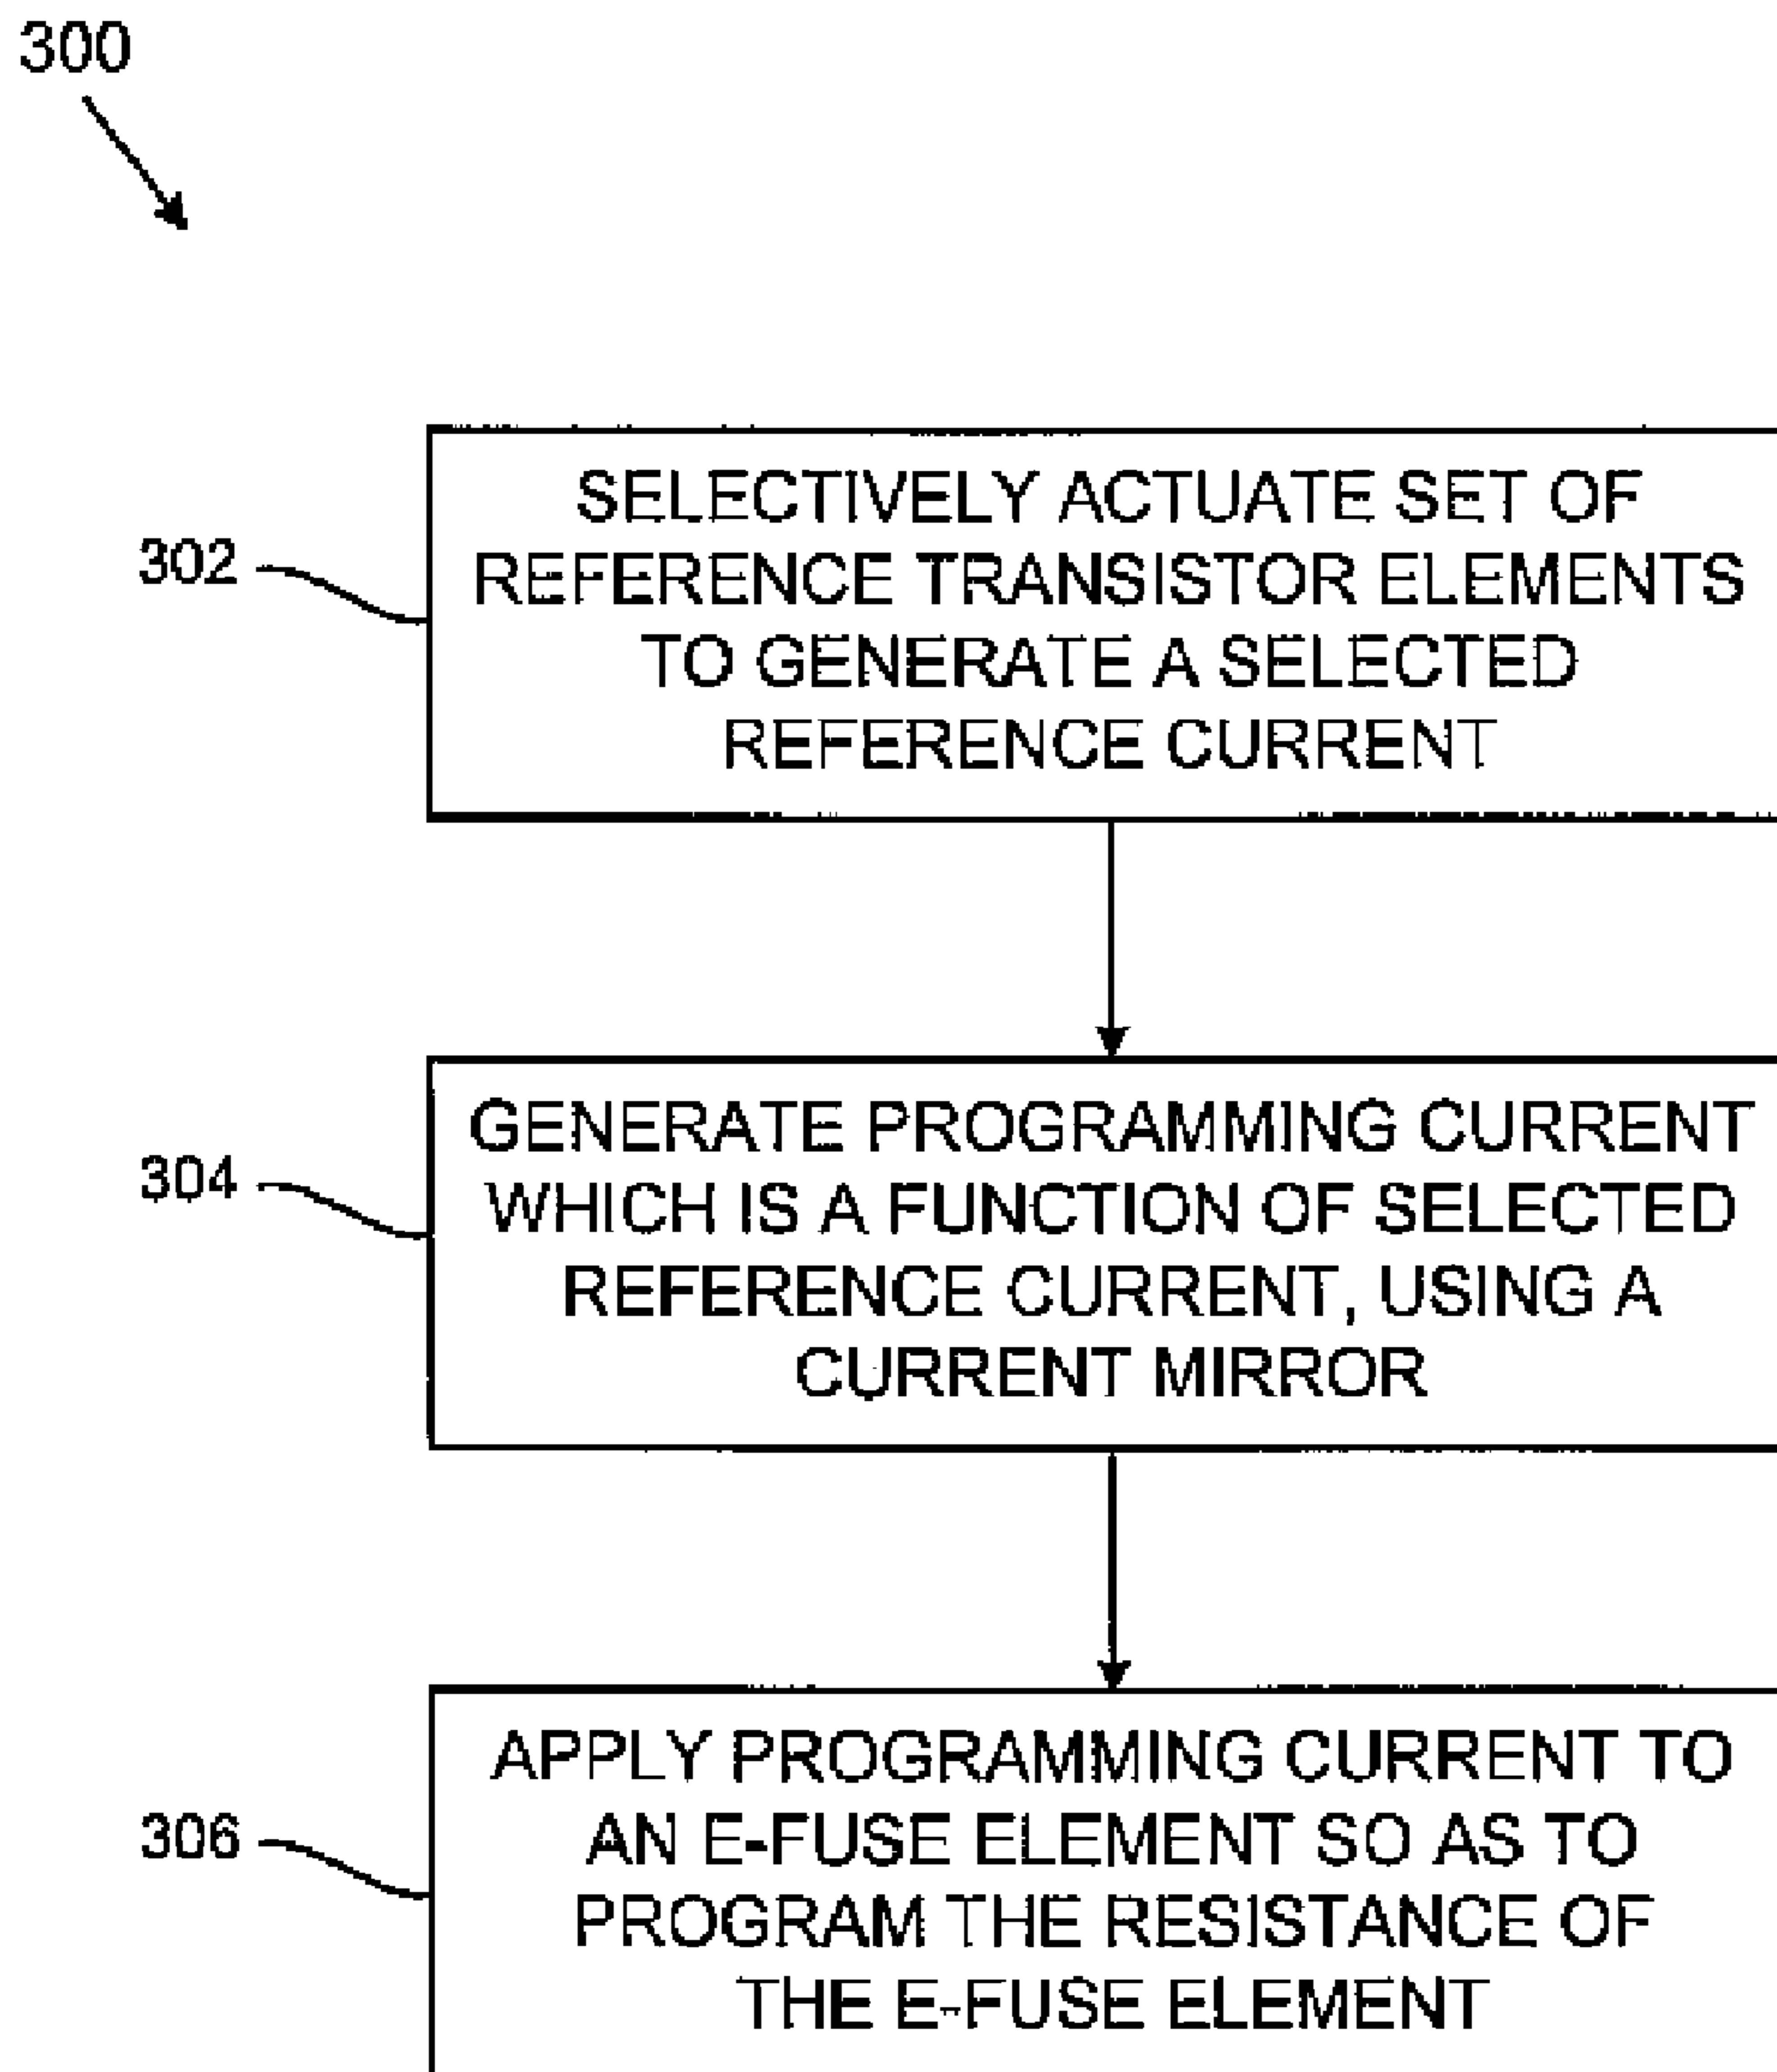 300
302
SELECTIVELY ACTUATE SET OF
REFERENCE TRANSISTOR ELEMENTS
TO GENERATE A SELECTED
REFERENCE CURRENT
304
GENERATE PROGRAMMING CURRENT
WHICH IS A FUNCTION OF SELECTED
REFERENCE CURRENT, USING A
CURRENT MIRROR
306
APPLY PROGRAMMING CURRENT TO
AN E-FUSE ELEMENT SO AS TO
PROGRAM THE RESISTANCE OF
THE E-FUSE ELEMENT